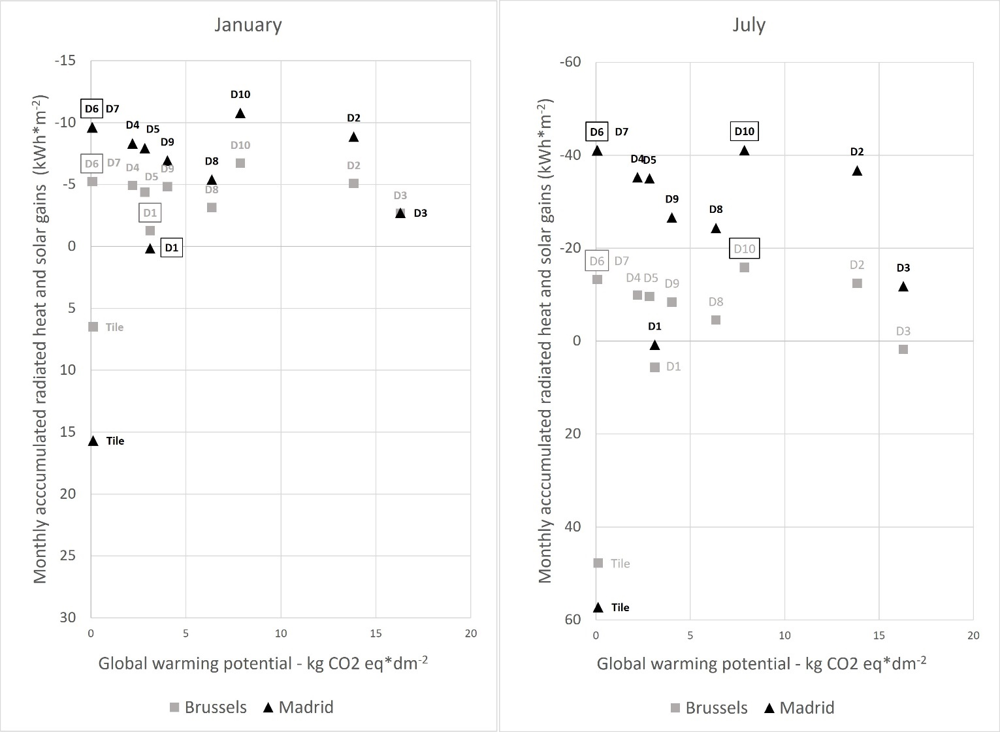 January
-15
-10
-5
0
5
10
15
20
25
30
Monthly acccumulated radiated heat and solar gains (kWh*m-2)
D10
D6 D7
D2
D4
D5
D9
D10
D8
D6 D7
D4
D9
D2
D5
D8
D3
D1
D3
D1
Tile
Tile
0 5 10 15 20
Global warming potential - kg CO2 eq*dm-2
Brussels Madrid
July
-60
-40
-20
0
20
40
60
Monthly acccumulated radiated heat and solar gains (kWh*m-2)
D6 D7
D10
D2
D4 D5
D9
D8
D10
D6 D7
D2
D3
D4 D5
D9
D8
D1
D3
D1
Tile
Tile
0 5 10 15 20
Global warming potential - kg CO2 eq*dm-2
Brussels Madrid